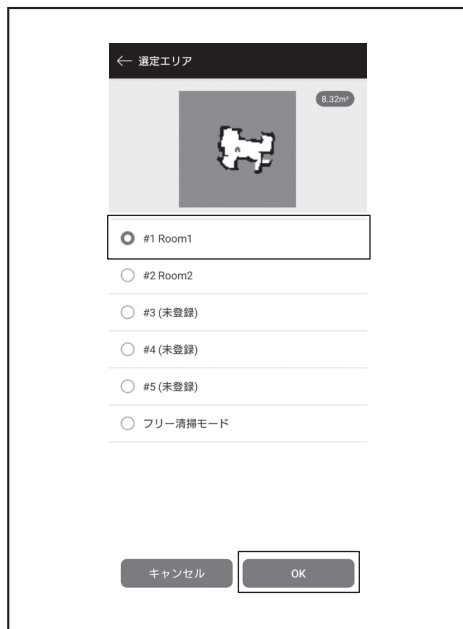 ← 選定エリア
8.32m²
#1 Room1
#2 Room2
#3 (未登録)
#4 (未登録)
#5 (未登録)
フリー清掃モード
キャンセル
OK